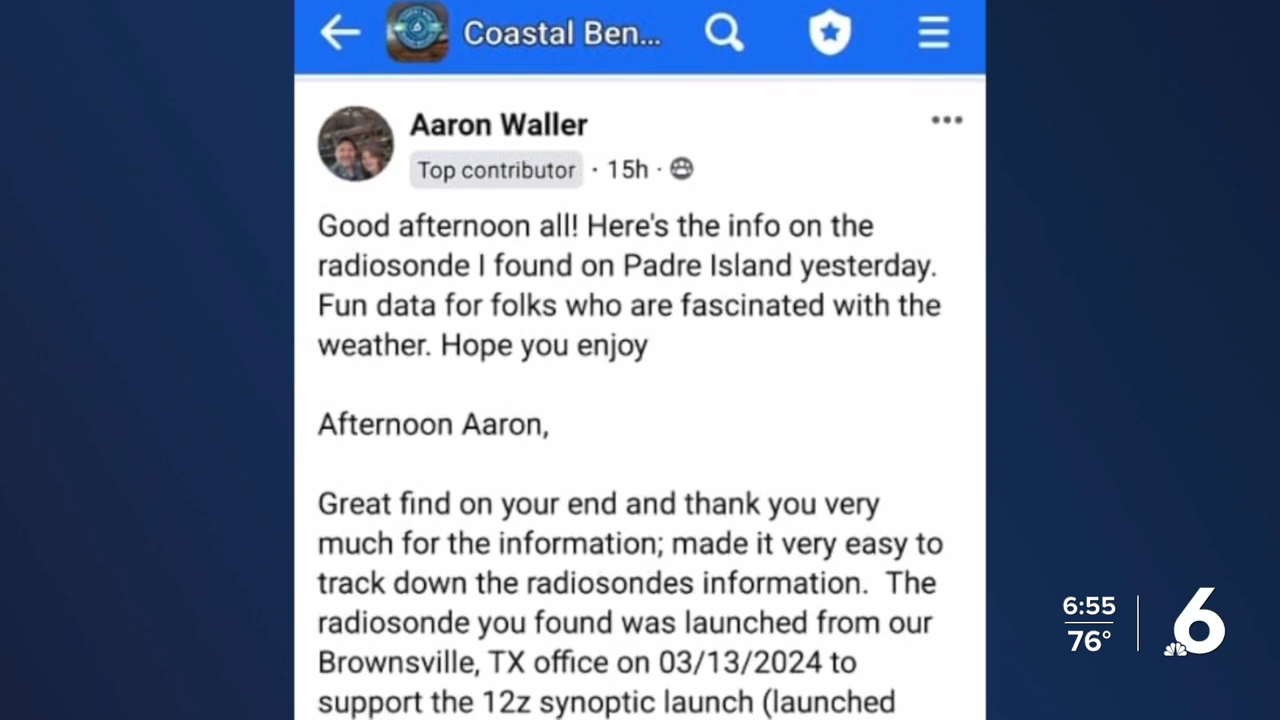 Coastal Ben...
Aaron Waller
Top contributor · 15h ·
Good afternoon all! Here's the info on the
radiosonde I found on Padre Island yesterday.
Fun data for folks who are fascinated with the
weather. Hope you enjoy
Afternoon Aaron,
Great find on your end and thank you very
much for the information; made it very easy to
track down the radiosondes information.  The
radiosonde you found was launched from our
Brownsville, TX office on 03/13/2024 to
support the 12z synoptic launch (launched
6:55
76°
6